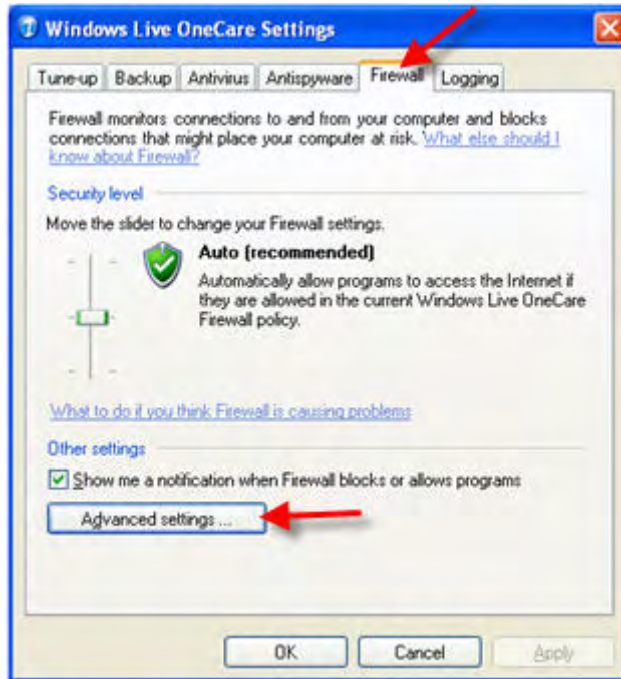 Windows Live OneCare Settings
Tune-up Backup Antivirus Antispyware Firewall Logging
Firewall monitors connections to and from your computer and blocks
connections that might place your computer at risk. What else should I
know about Firewall?
Security level
Move the slider to change your Firewall settings.
Auto (recommended)
Automatically allow programs to access the Internet if
they are allowed in the current Windows Live OneCare
Firewall policy.
What to do if you think Firewall is causing problems
Other settings
Show me a notification when Firewall blocks or allows programs
Advanced settings ...
OK Cancel Apply